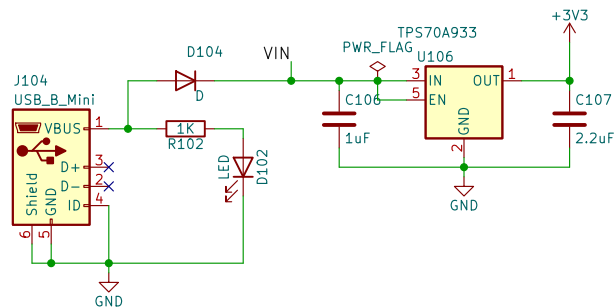 +3V3
TPS70A933
D104
VIN
PWR_FLAG
U106
D
3 IN
OUT 1
5 EN
GND
2
C106
1uF
C107
2.2uF
GND
J104
USB_B_Mini
VBUS 1
1K
R102
LED
D102
D+ 3
D- 2
ID 4
Shield
GND
6
5
GND